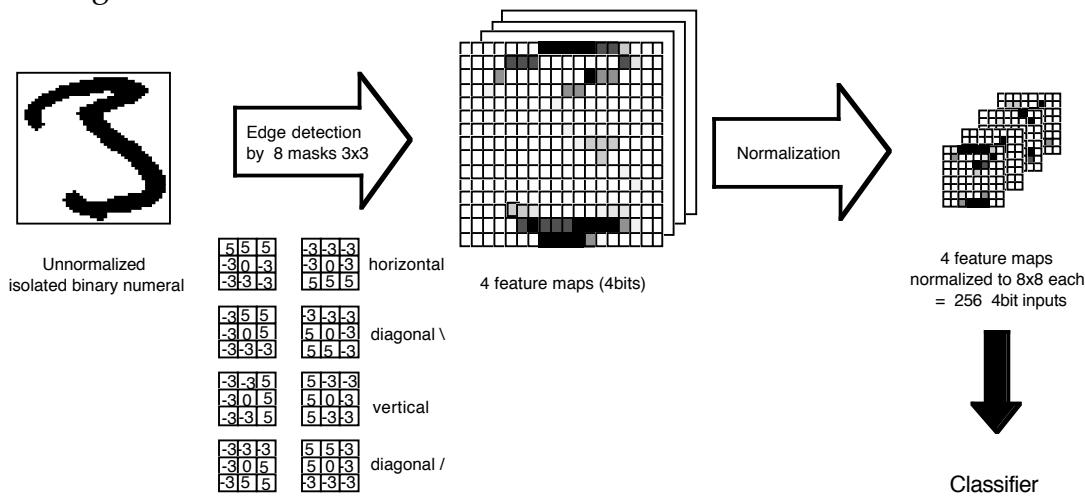 Edge detection
by 8 masks 3x3
Normalization
Unnormalized
isolated binary numeral
5 5 5 -3 -3 -3
-3 0 -3 -3 0 -3 horizontal
-3 -3 -3 5 5 5
4 feature maps (4bits)
4 feature maps
normalized to 8x8 each
= 256 4bit inputs
-3 5 5 -3 -3 -3
-3 0 5 5 0 -3 diagonal \
-3 -3 -3 5 5 -3
-3 -3 5 5 -3 -3
-3 0 5 5 0 -3 vertical
-3 -3 5 5 -3 -3
-3 -3 -3 5 5 -3
-3 0 5 5 0 -3 diagonal /
-3 5 5 -3 -3 -3
Classifier